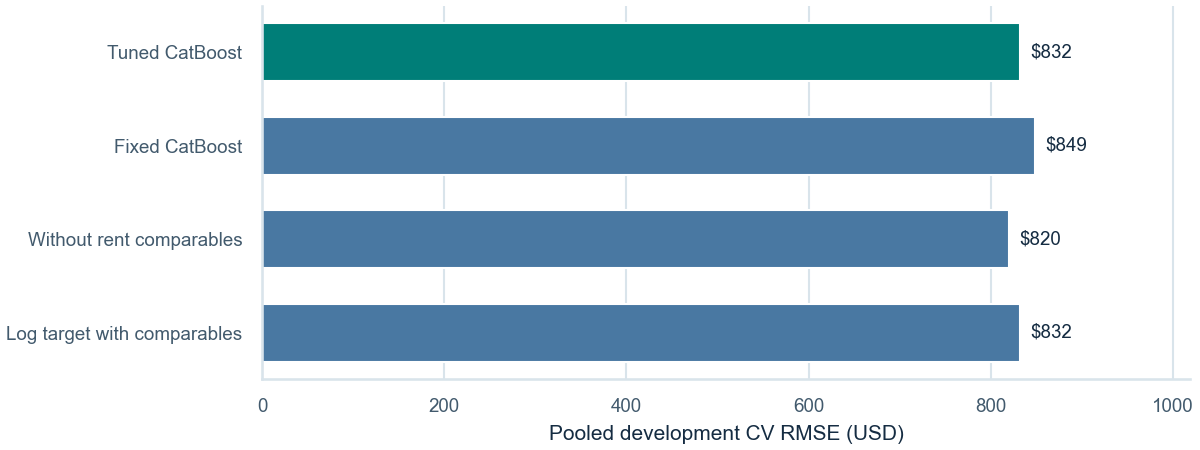 Tuned CatBoost $832
Fixed CatBoost $849
Without rent comparables $820
Log target with comparables $832
0 200 400 600 800 1000
Pooled development CV RMSE (USD)